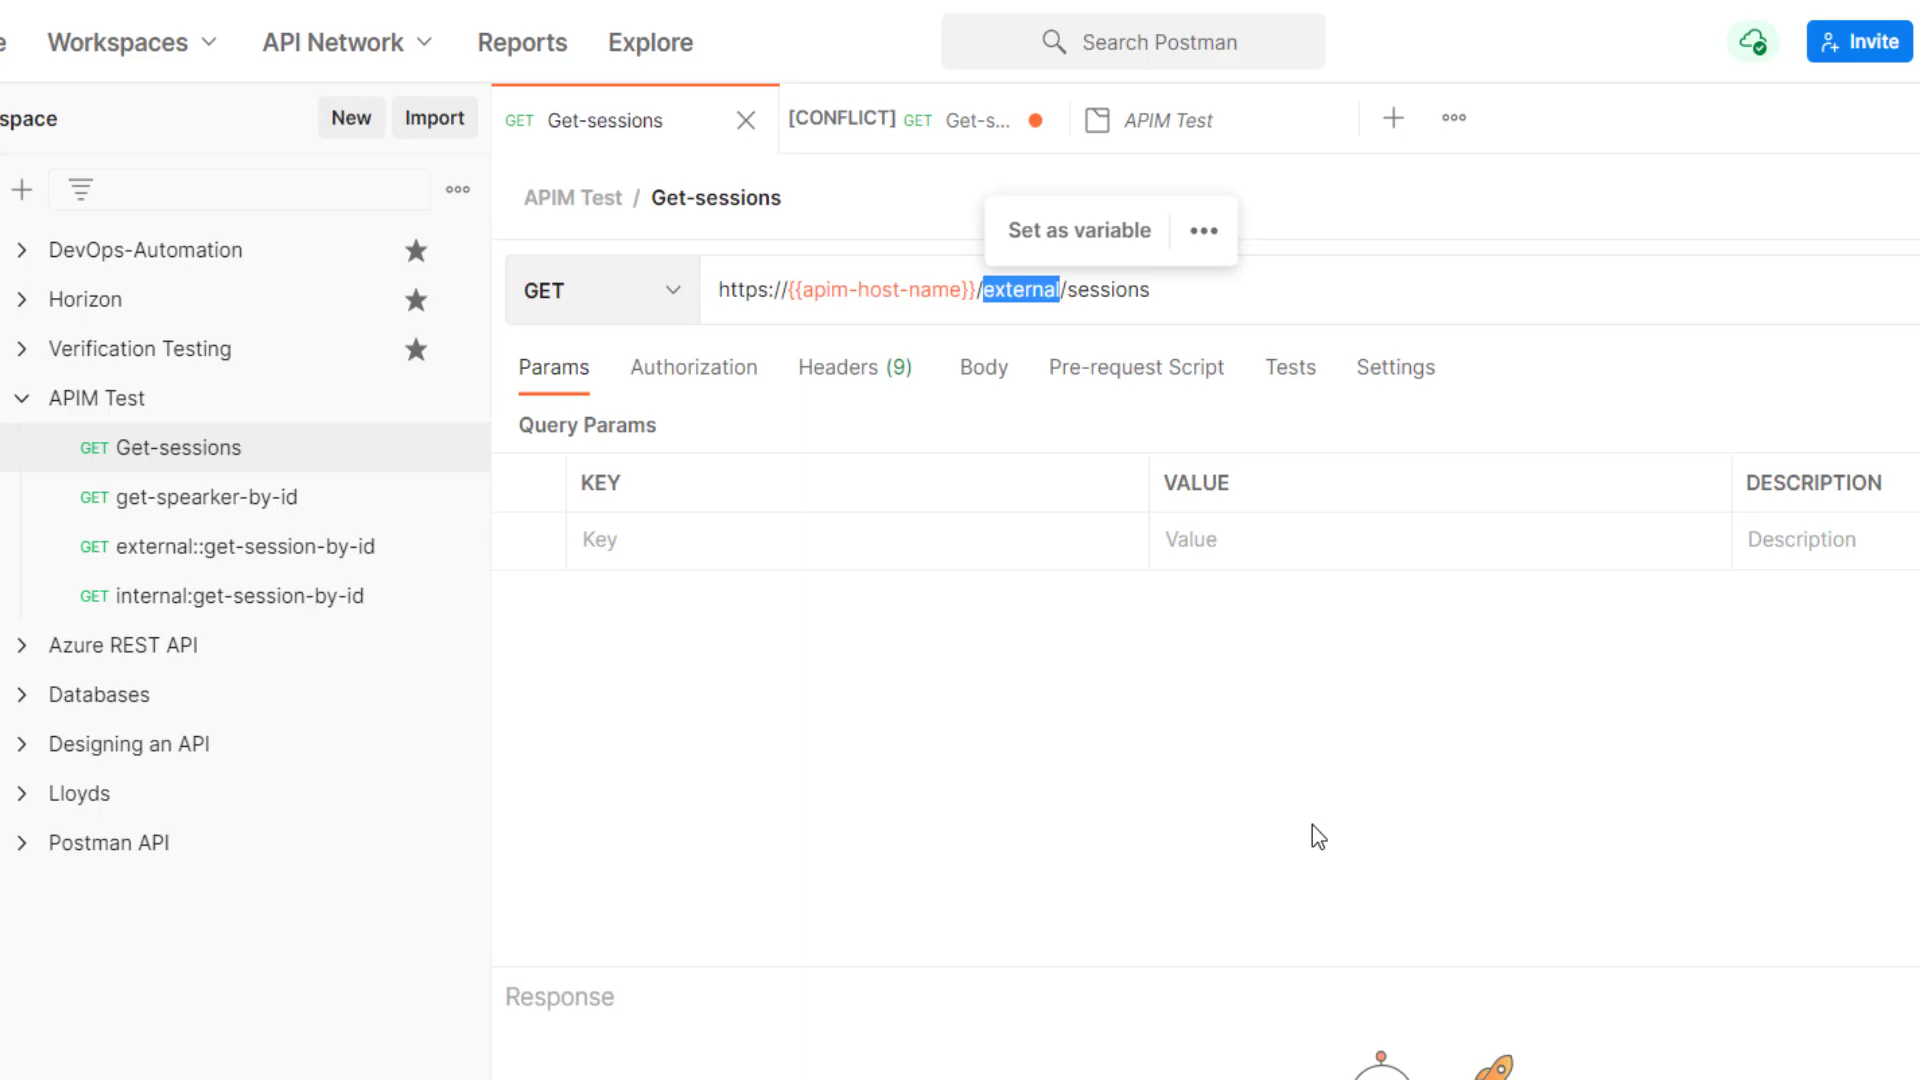 e Workspaces API Network Reports Explore Search Postman Invite
space New Import
GET Get-sessions [CONFLICT] GET Get-s... APIM Test
APIM Test / Get-sessions
Set as variable
GET https://{{apim-host-name}}/external/sessions
Params Authorization Headers (9) Body Pre-request Script Tests Settings
Query Params
KEY VALUE DESCRIPTION
Key Value Description
DevOps-Automation
Horizon
Verification Testing
APIM Test
GET Get-sessions
GET get-spearker-by-id
GET external::get-session-by-id
GET internal:get-session-by-id
Azure REST API
Databases
Designing an API
Lloyds
Postman API
Response